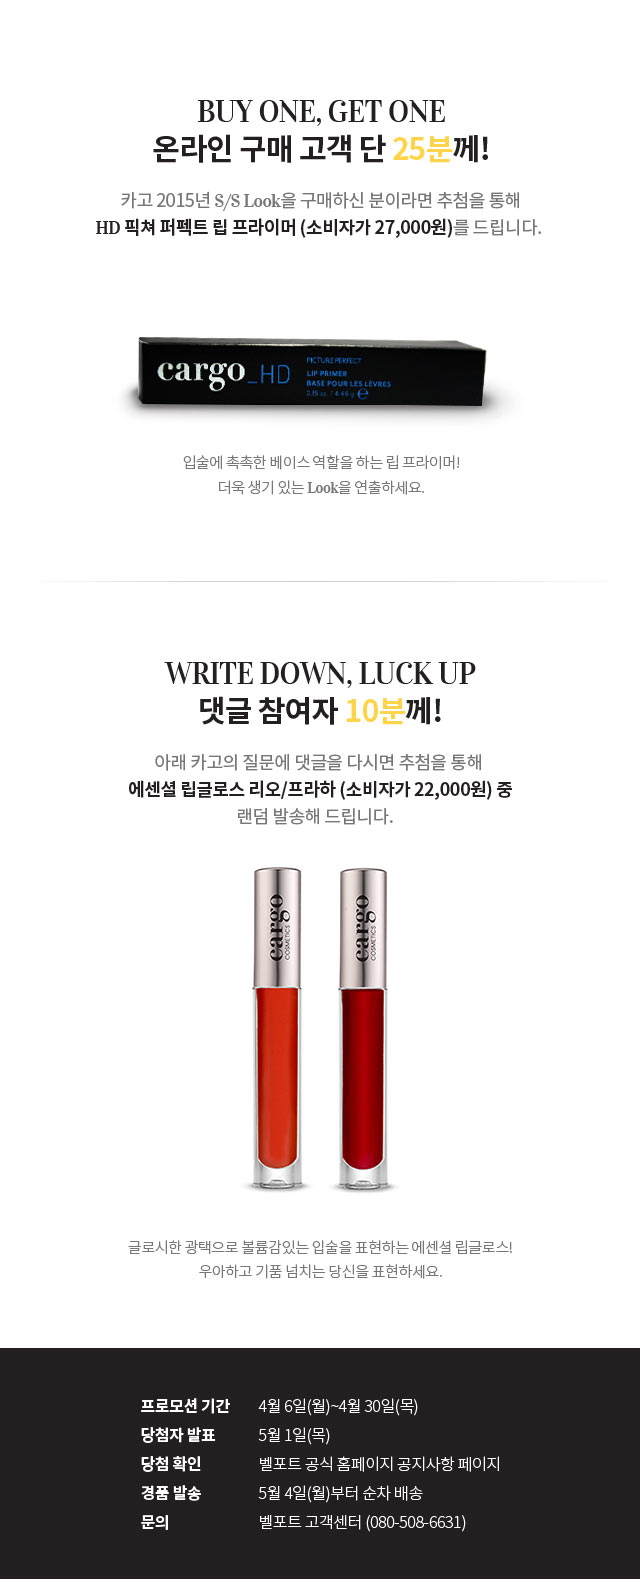 BUY ONE, GET ONE
온라인 구매 고객 단 25분께!
카고 2015년 S/S Look을 구매하신 분이라면 추첨을 통해
HD 픽쳐 퍼펙트 립 프라이머 (소비자가 27,000원)를 드립니다.
cargo_HD
PICTURE PERFECT
LIP PRIMER
BASE POUR LES LÈVRES
0.15 oz. / 4.46 g ℮
입술에 촉촉한 베이스 역할을 하는 립 프라이머!
더욱 생기 있는 Look을 연출하세요.
WRITE DOWN, LUCK UP
댓글 참여자 10분께!
아래 카고의 질문에 댓글을 다시면 추첨을 통해
에센셜 립글로스 리오/프라하 (소비자가 22,000원) 중
랜덤 발송해 드립니다.
cargo
COSMETICS
cargo
COSMETICS
글로시한 광택으로 볼륨감있는 입술을 표현하는 에센셜 립글로스!
우아하고 기품 넘치는 당신을 표현하세요.
프로모션 기간 4월 6일(월)~4월 30일(목)
당첨자 발표 5월 1일(목)
당첨 확인 벨포트 공식 홈페이지 공지사항 페이지
경품 발송 5월 4일(월)부터 순차 배송
문의 벨포트 고객센터 (080-508-6631)